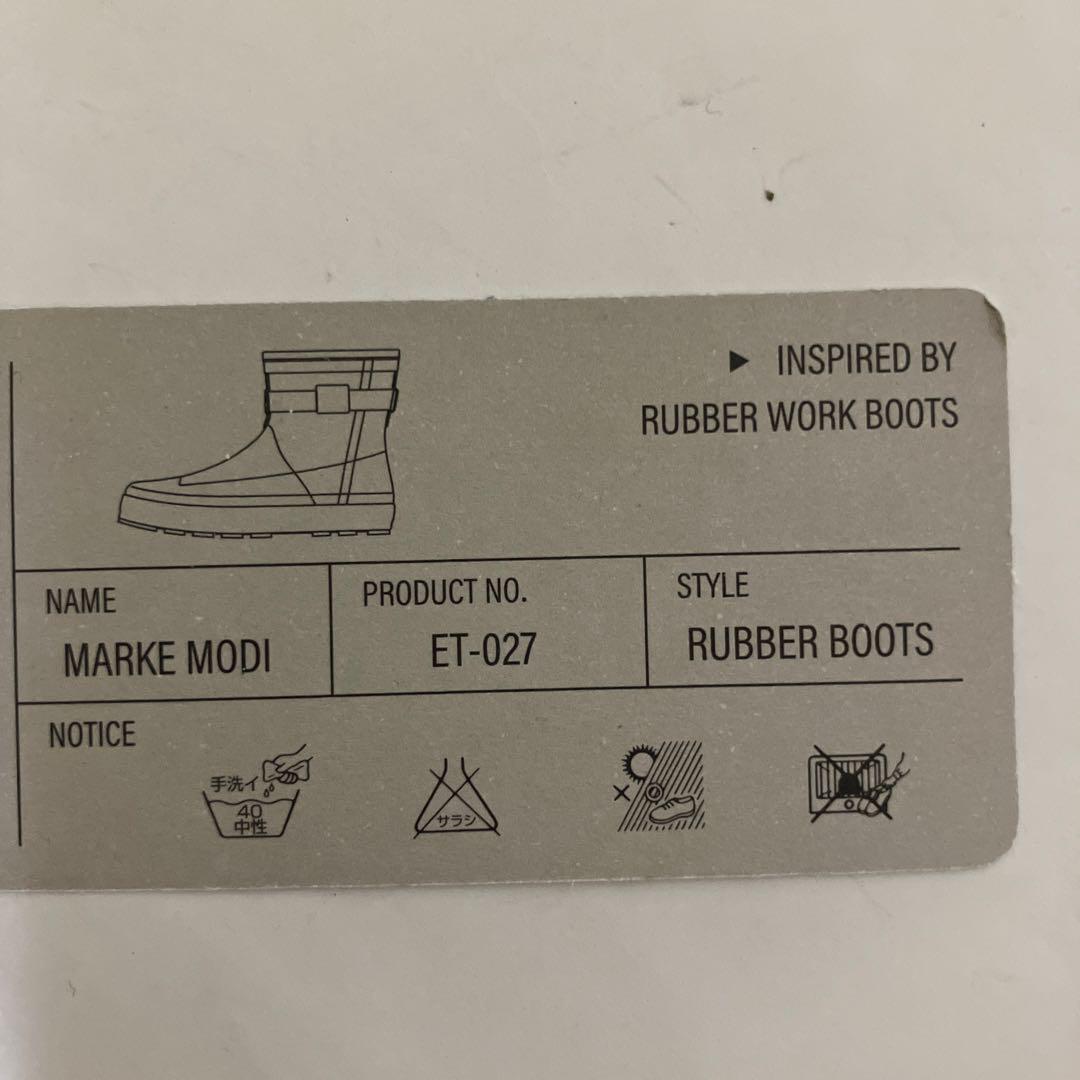 ▶ INSPIRED BY
RUBBER WORK BOOTS
NAME
MARKE MODI
PRODUCT NO.
ET-027
STYLE
RUBBER BOOTS
NOTICE
手洗イ
40
中性
サラシ